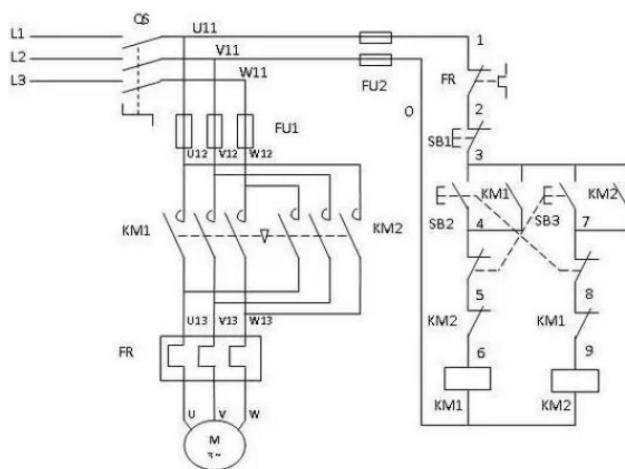 QS
L1
U11
L2
V11
L3
W11
FU2
FU1
U12 V12 W12
KM1
KM2
U13 V13 W13
FR
U V W
M
3~
1
FR
2
O
SB1
3
KM1
KM2
SB2
SB3
4
7
5
8
KM2
KM1
6
9
KM1
KM2